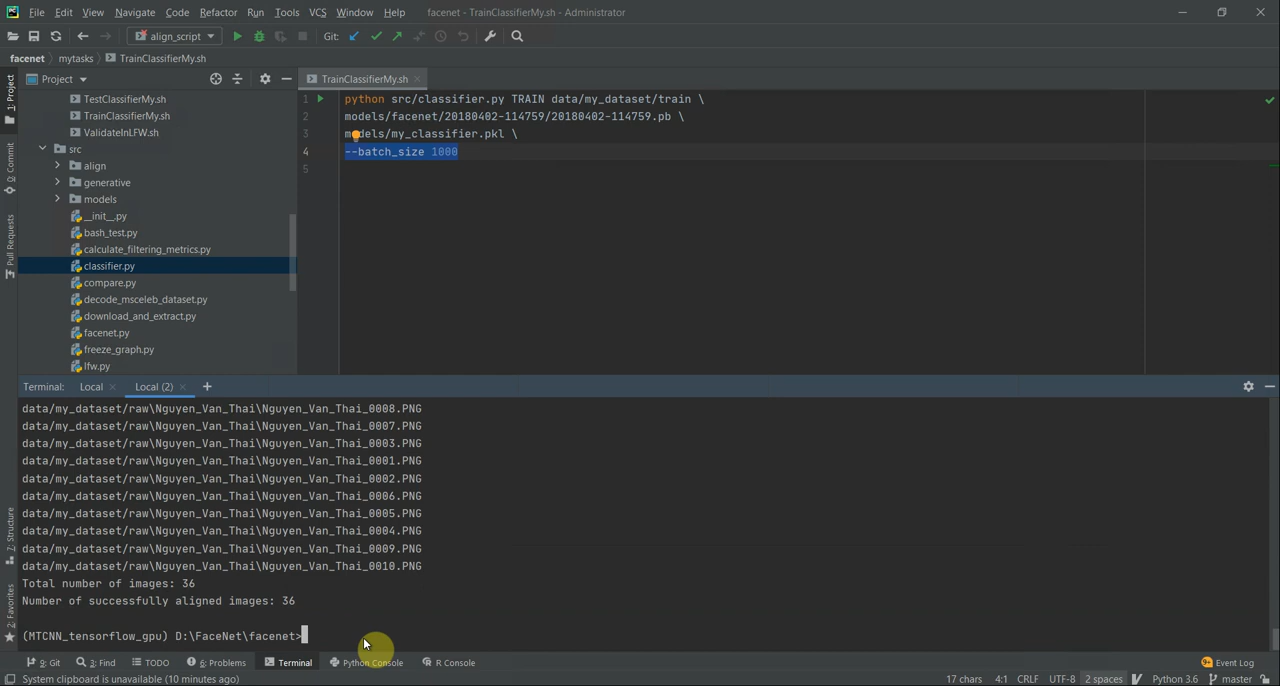 File Edit View Navigate Code Refactor Run Tools VCS Window Help facenet - TrainClassifierMy.sh - Administrator
align_script Git:
facenet mytasks TrainClassifierMy.sh
1: Project
Project
TrainClassifierMy.sh
TestClassifierMy.sh
TrainClassifierMy.sh
ValidateInLFW.sh
src
align
generative
models
__init__.py
bash_test.py
calculate_filtering_metrics.py
classifier.py
compare.py
decode_msceleb_dataset.py
download_and_extract.py
facenet.py
freeze_graph.py
lfw.py
0: Commit
Pull Requests
7: Structure
2: Favorites
1 python src/classifier.py TRAIN data/my_dataset/train \
2 models/facenet/20180402-114759/20180402-114759.pb \
3 models/my_classifier.pkl \
4 --batch_size 1000
5
Terminal: Local Local (2) +
data/my_dataset/raw\Nguyen_Van_Thai\Nguyen_Van_Thai_0008.PNG
data/my_dataset/raw\Nguyen_Van_Thai\Nguyen_Van_Thai_0007.PNG
data/my_dataset/raw\Nguyen_Van_Thai\Nguyen_Van_Thai_0003.PNG
data/my_dataset/raw\Nguyen_Van_Thai\Nguyen_Van_Thai_0001.PNG
data/my_dataset/raw\Nguyen_Van_Thai\Nguyen_Van_Thai_0002.PNG
data/my_dataset/raw\Nguyen_Van_Thai\Nguyen_Van_Thai_0006.PNG
data/my_dataset/raw\Nguyen_Van_Thai\Nguyen_Van_Thai_0005.PNG
data/my_dataset/raw\Nguyen_Van_Thai\Nguyen_Van_Thai_0004.PNG
data/my_dataset/raw\Nguyen_Van_Thai\Nguyen_Van_Thai_0009.PNG
data/my_dataset/raw\Nguyen_Van_Thai\Nguyen_Van_Thai_0010.PNG
Total number of images: 36
Number of successfully aligned images: 36
(MTCNN_tensorflow_gpu) D:\FaceNet\facenet>
9: Git 3: Find TODO 6: Problems Terminal Python Console R Console Event Log
System clipboard is unavailable (10 minutes ago) 17 chars 4:1 CRLF UTF-8 2 spaces Python 3.6 master